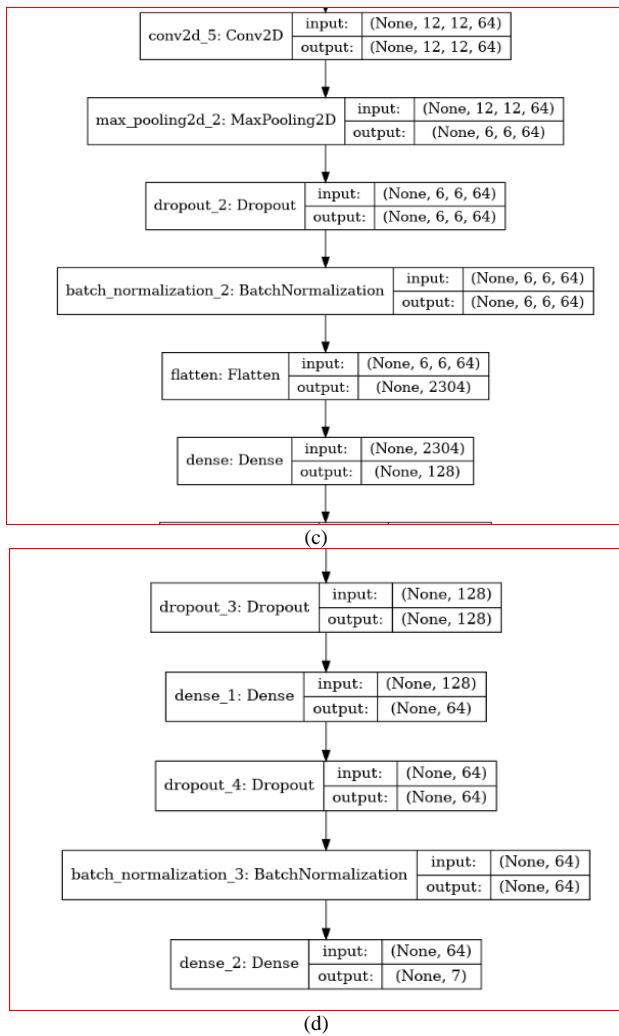 conv2d_5: Conv2D input: (None, 12, 12, 64)
output: (None, 12, 12, 64)
max_pooling2d_2: MaxPooling2D input: (None, 12, 12, 64)
output: (None, 6, 6, 64)
dropout_2: Dropout input: (None, 6, 6, 64)
output: (None, 6, 6, 64)
batch_normalization_2: BatchNormalization input: (None, 6, 6, 64)
output: (None, 6, 6, 64)
flatten: Flatten input: (None, 6, 6, 64)
output: (None, 2304)
dense: Dense input: (None, 2304)
output: (None, 128)
(c)
dropout_3: Dropout input: (None, 128)
output: (None, 128)
dense_1: Dense input: (None, 128)
output: (None, 64)
dropout_4: Dropout input: (None, 64)
output: (None, 64)
batch_normalization_3: BatchNormalization input: (None, 64)
output: (None, 64)
dense_2: Dense input: (None, 64)
output: (None, 7)
(d)